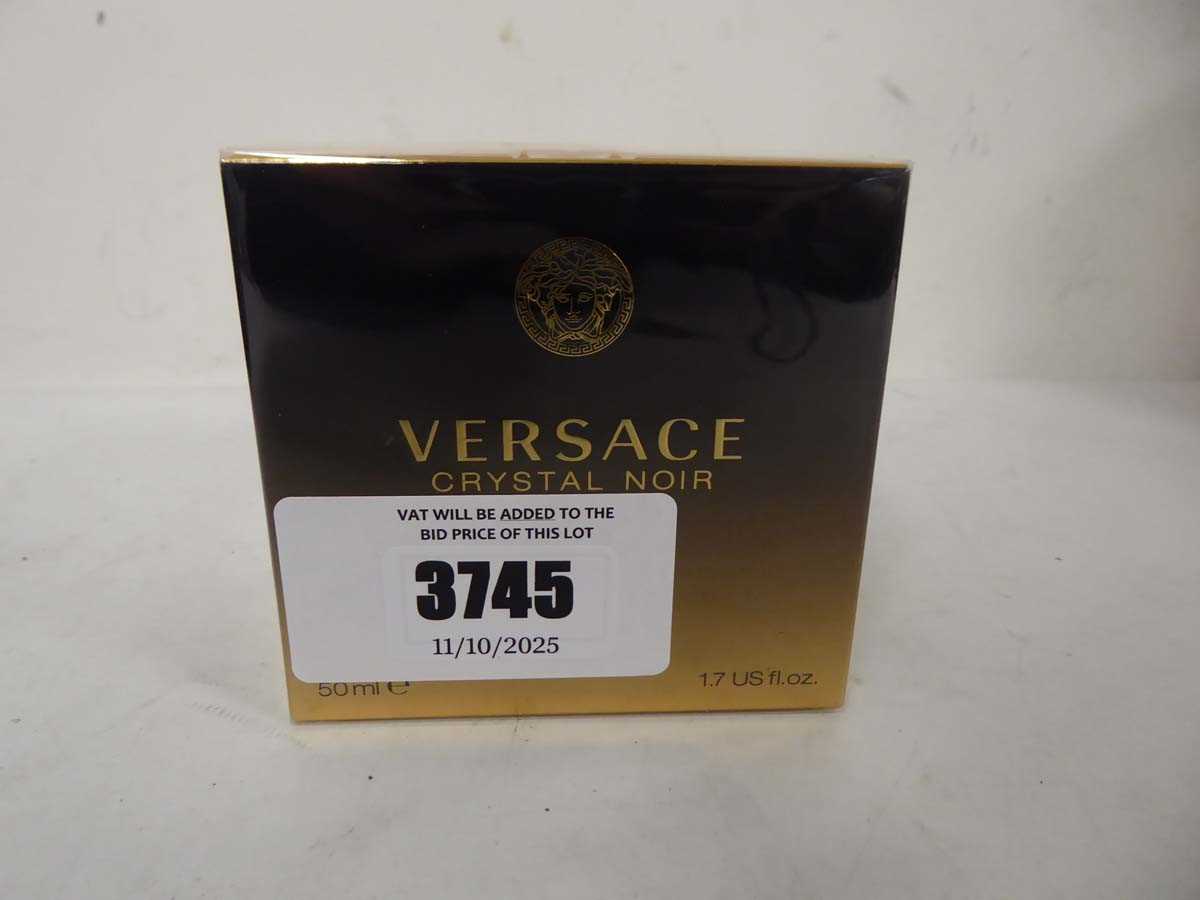 VERSACE
CRYSTAL NOIR
VAT WILL BE ADDED TO THE
BID PRICE OF THIS LOT
3745
11/10/2025
50 ml e
1.7 US fl.oz.